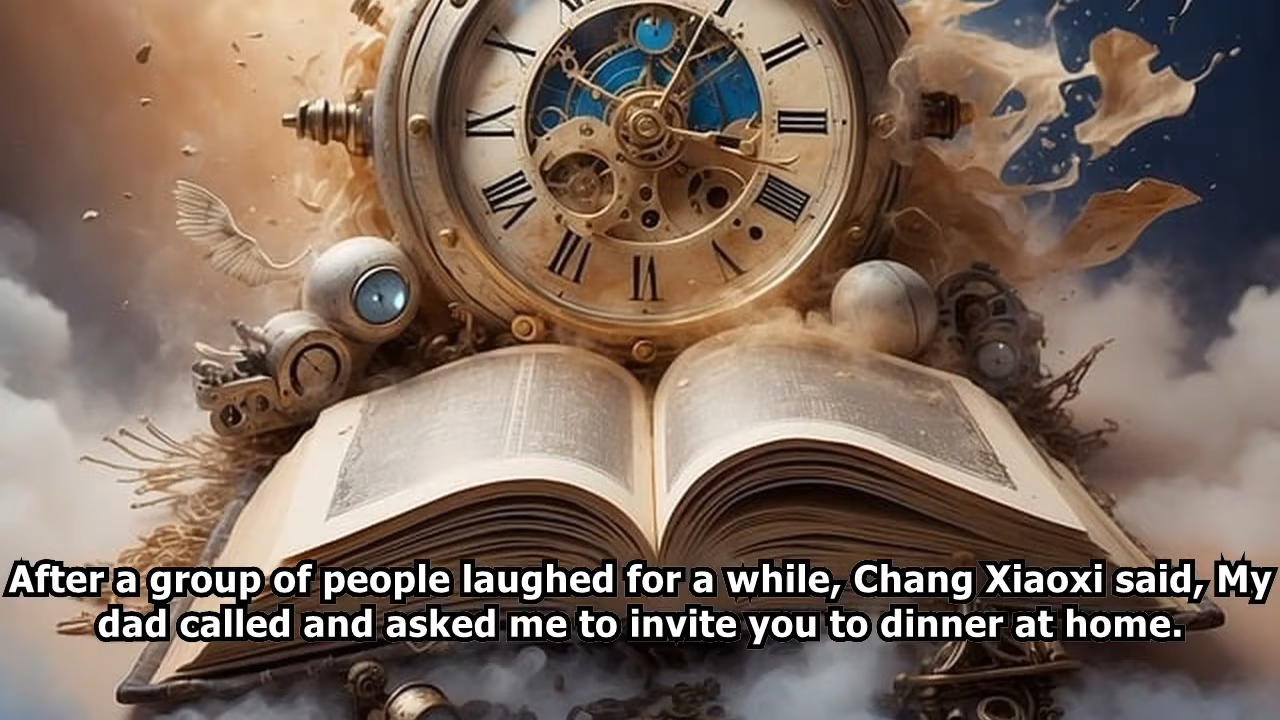 After a group of people laughed for a while, Chang Xiaoxi said, My
dad called and asked me to invite you to dinner at home.